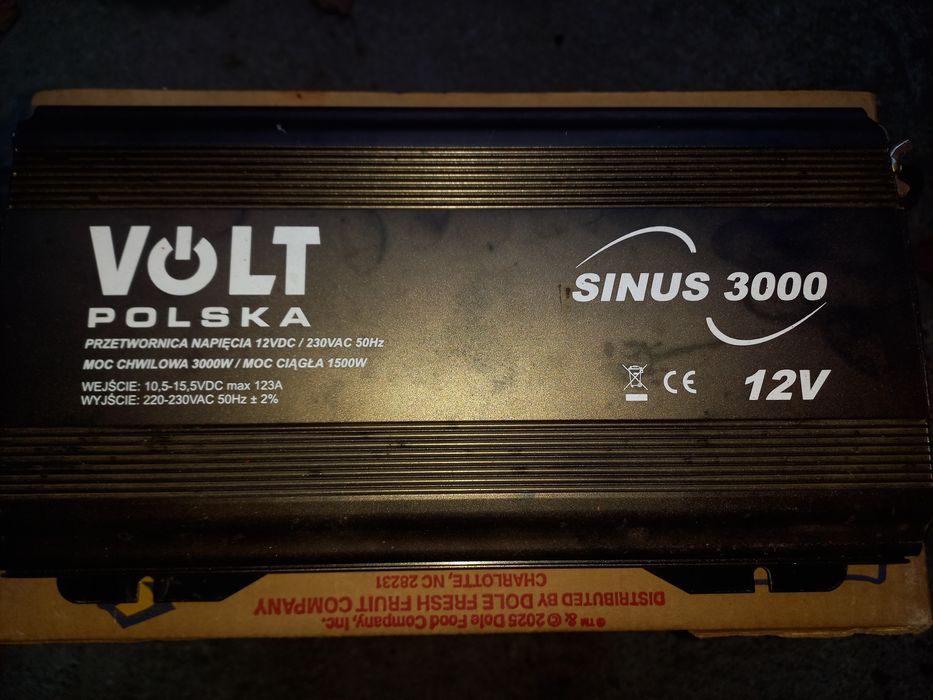 VOLT
POLSKA
PRZETWORNICA NAPIĘCIA 12VDC / 230VAC 50Hz
MOC CHWILOWA 3000W / MOC CIĄGŁA 1500W
WEJŚCIE: 10,5-15,5VDC max 123A
WYJŚCIE: 220-230VAC 50Hz ± 2%
SINUS 3000
CE
12V
®™ & © 2025 Dole Food Company, Inc.
DISTRIBUTED BY DOLE FRESH FRUIT COMPANY
CHARLOTTE, NC 28231